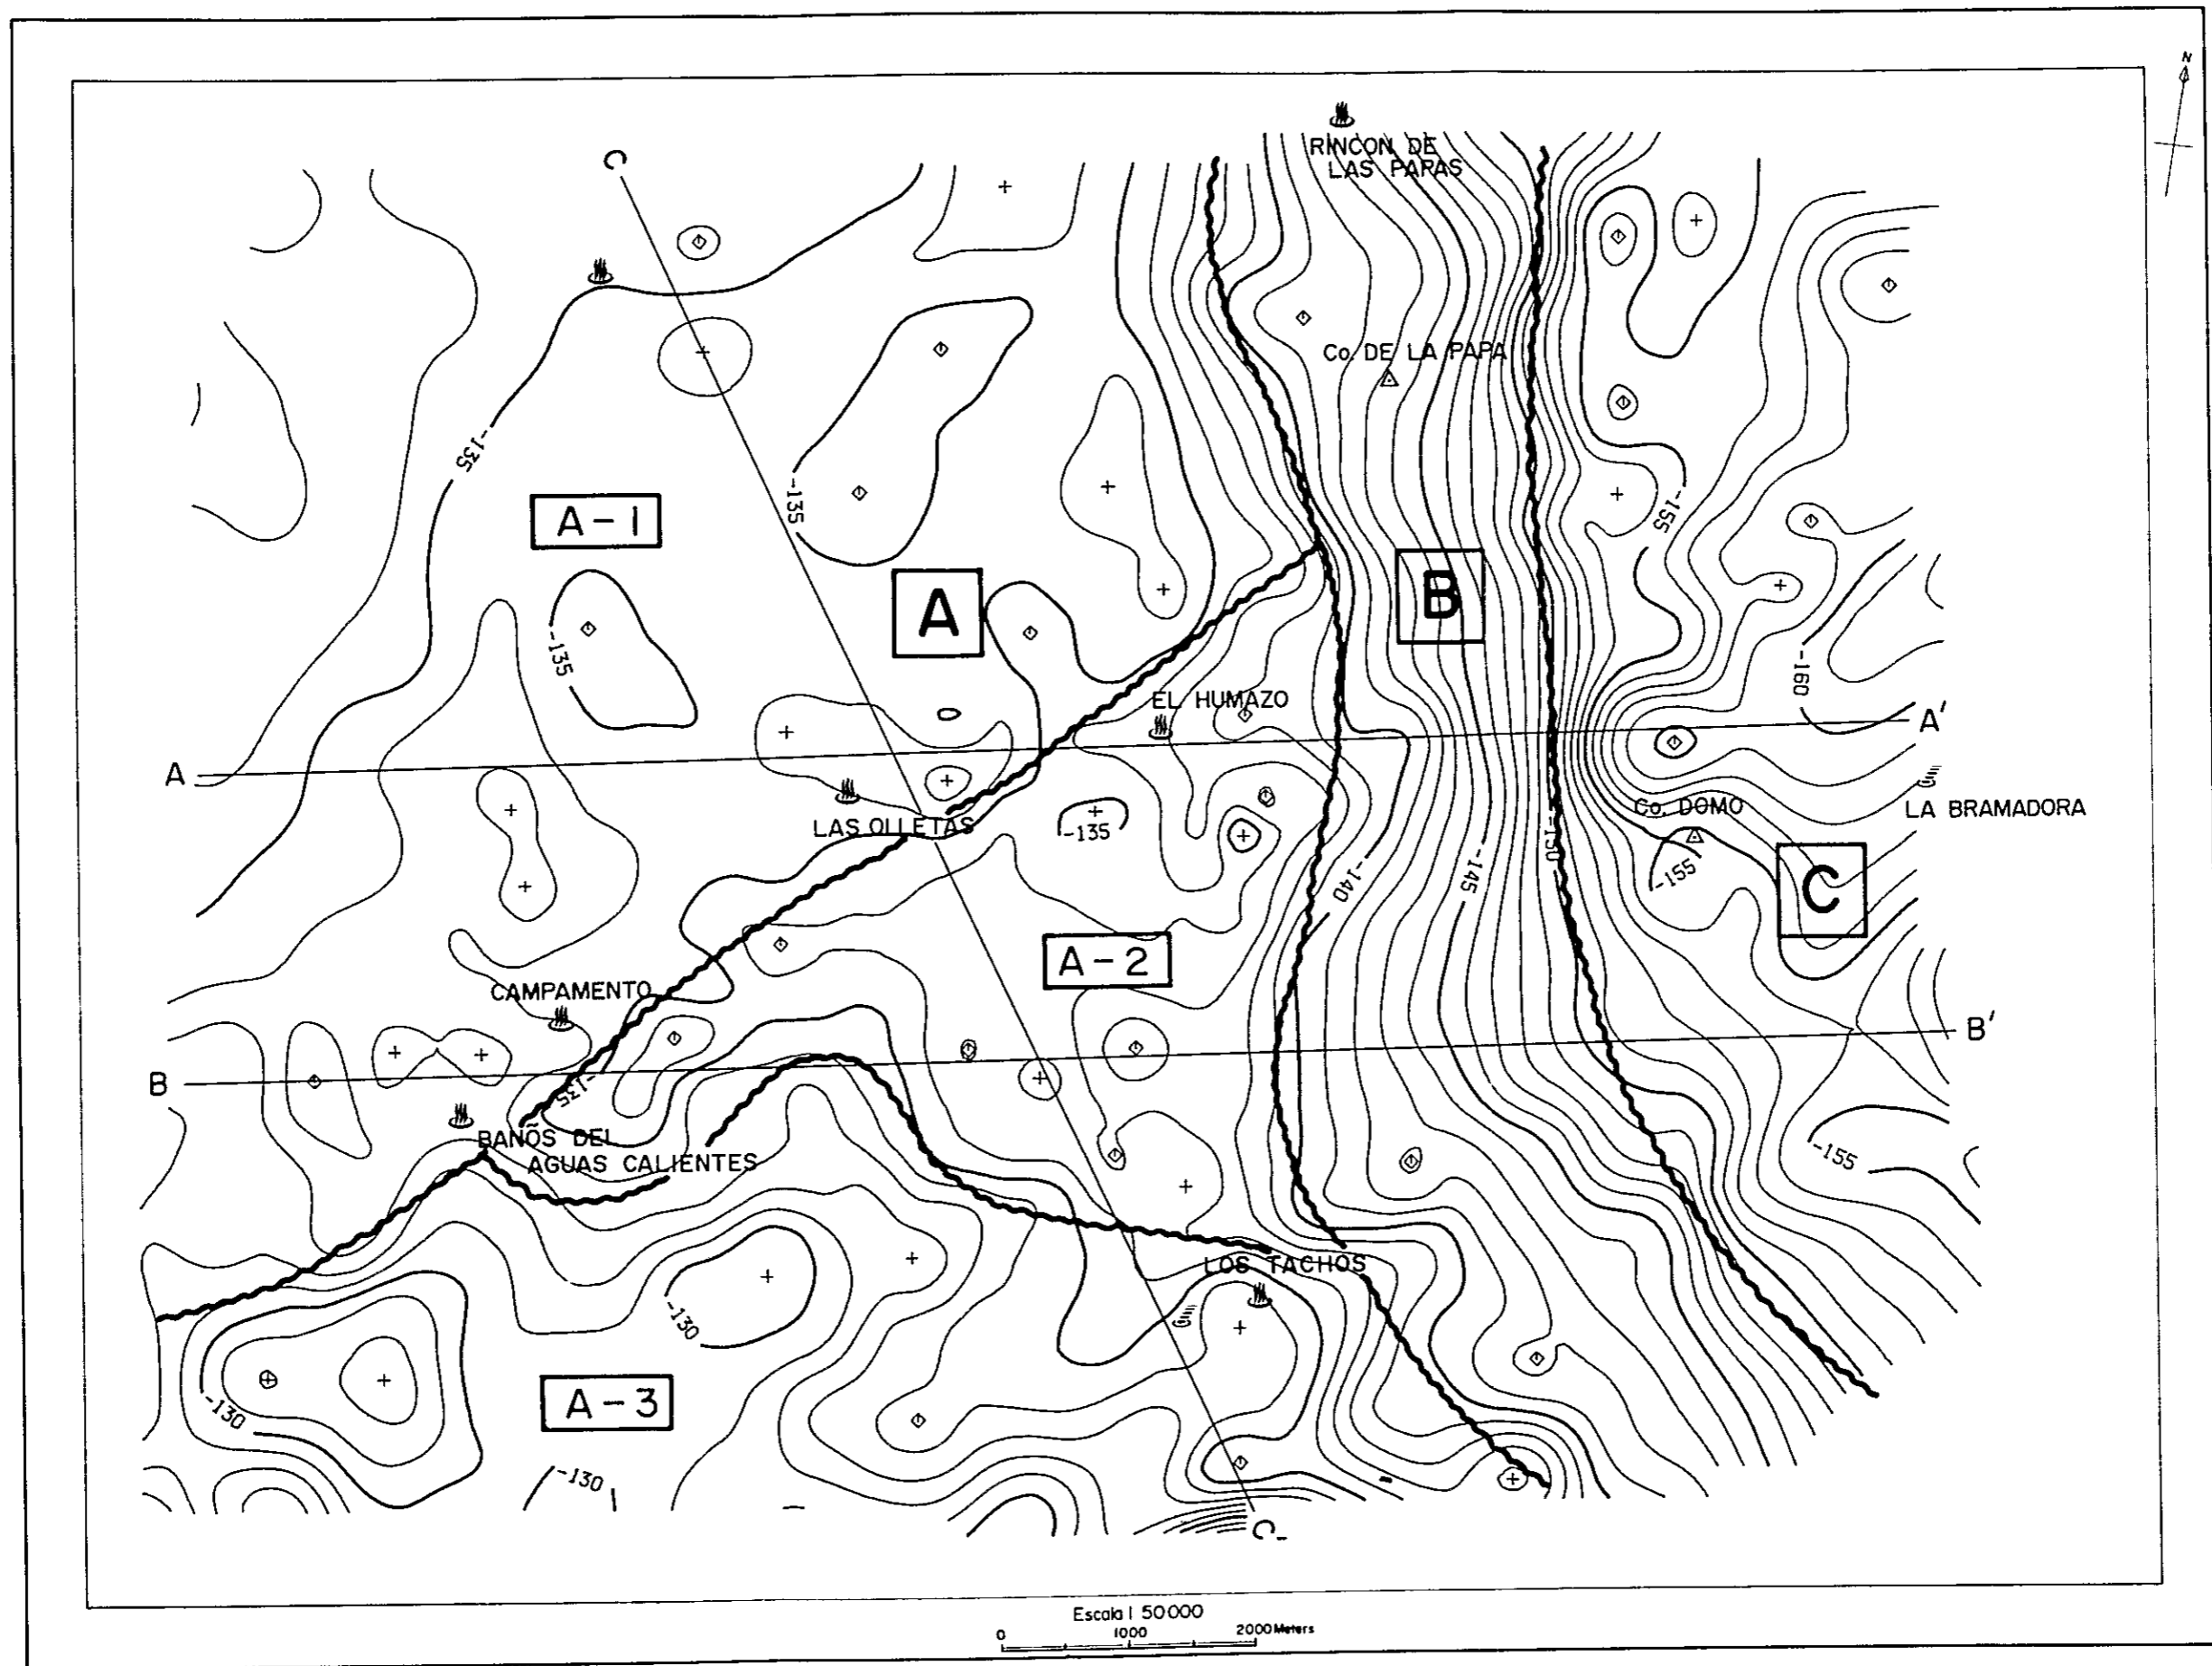 N
C
RINCON DE
LAS PAPAS
Co. DE LA PAPA
-135
-135
A-1
-155
A
B
-135
-160
EL HUMAZO
A
A'
LAS OLLETAS
-135
Co. DOMO
LA BRAMADORA
-150
-155
-140
-145
C
A-2
CAMPAMENTO
B
B'
-135
BAÑOS DEL
AGUAS CALIENTES
-155
LOS TACHOS
-130
A-3
-130
-130
C'
Escala 1 50000
0 1000 2000 Meters